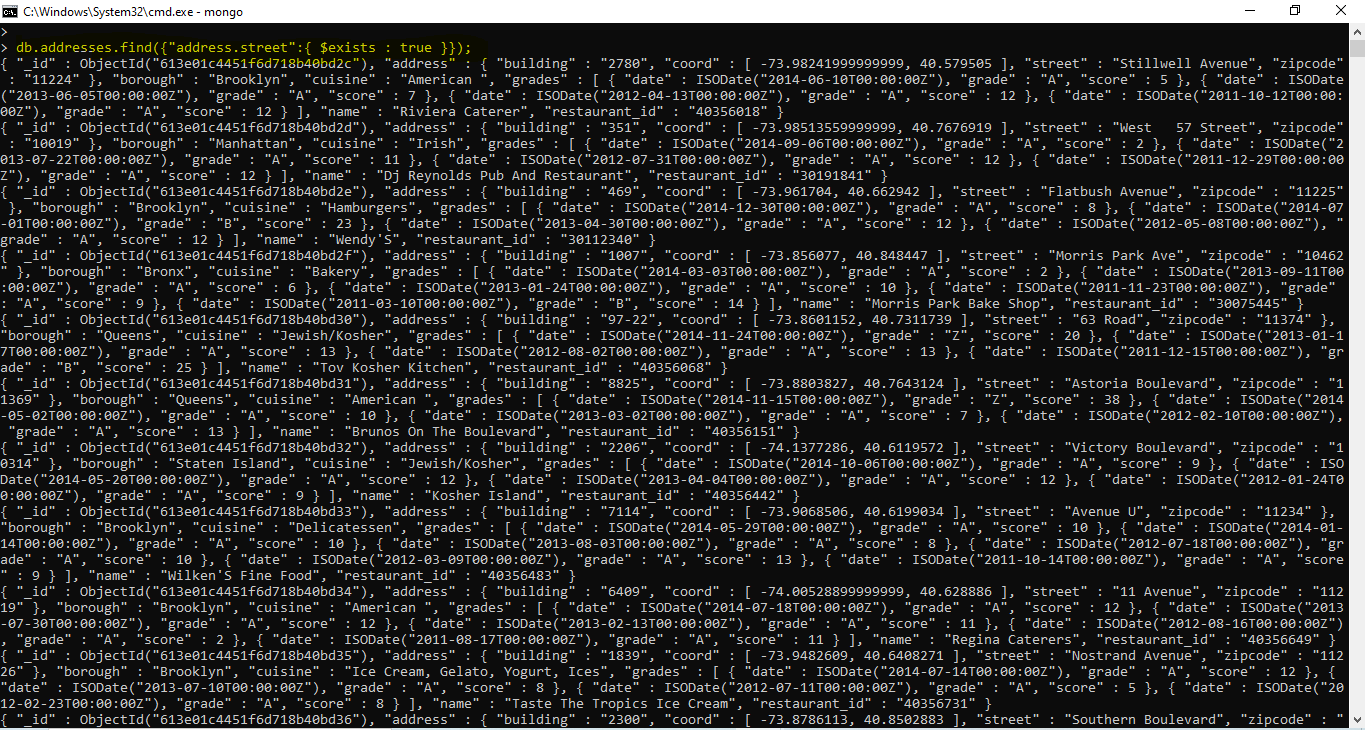 C:\Windows\System32\cmd.exe - mongo
>
> db.addresses.find({"address.street":{ $exists : true }});
{ "_id" : ObjectId("613e01c4451f6d718b40bd2c"), "address" : { "building" : "2780", "coord" : [ -73.98241999999999, 40.579505 ], "street" : "Stillwell Avenue", "zipcode"
 : "11224" }, "borough" : "Brooklyn", "cuisine" : "American ", "grades" : [ { "date" : ISODate("2014-06-10T00:00:00Z"), "grade" : "A", "score" : 5 }, { "date" : ISODate
("2013-06-05T00:00:00Z"), "grade" : "A", "score" : 7 }, { "date" : ISODate("2012-04-13T00:00:00Z"), "grade" : "A", "score" : 12 }, { "date" : ISODate("2011-10-12T00:00:
00Z"), "grade" : "A", "score" : 12 } ], "name" : "Riviera Caterer", "restaurant_id" : "40356018" }
{ "_id" : ObjectId("613e01c4451f6d718b40bd2d"), "address" : { "building" : "351", "coord" : [ -73.98513559999999, 40.7676919 ], "street" : "West   57 Street", "zipcode"
 : "10019" }, "borough" : "Manhattan", "cuisine" : "Irish", "grades" : [ { "date" : ISODate("2014-09-06T00:00:00Z"), "grade" : "A", "score" : 2 }, { "date" : ISODate("2
013-07-22T00:00:00Z"), "grade" : "A", "score" : 11 }, { "date" : ISODate("2012-07-31T00:00:00Z"), "grade" : "A", "score" : 12 }, { "date" : ISODate("2011-12-29T00:00:00
Z"), "grade" : "A", "score" : 12 } ], "name" : "Dj Reynolds Pub And Restaurant", "restaurant_id" : "30191841" }
{ "_id" : ObjectId("613e01c4451f6d718b40bd2e"), "address" : { "building" : "469", "coord" : [ -73.961704, 40.662942 ], "street" : "Flatbush Avenue", "zipcode" : "11225"
 }, "borough" : "Brooklyn", "cuisine" : "Hamburgers", "grades" : [ { "date" : ISODate("2014-12-30T00:00:00Z"), "grade" : "A", "score" : 8 }, { "date" : ISODate("2014-07
-01T00:00:00Z"), "grade" : "B", "score" : 23 }, { "date" : ISODate("2013-04-30T00:00:00Z"), "grade" : "A", "score" : 12 }, { "date" : ISODate("2012-05-08T00:00:00Z"), "
grade" : "A", "score" : 12 } ], "name" : "Wendy'S", "restaurant_id" : "30112340" }
{ "_id" : ObjectId("613e01c4451f6d718b40bd2f"), "address" : { "building" : "1007", "coord" : [ -73.856077, 40.848447 ], "street" : "Morris Park Ave", "zipcode" : "10462
" }, "borough" : "Bronx", "cuisine" : "Bakery", "grades" : [ { "date" : ISODate("2014-03-03T00:00:00Z"), "grade" : "A", "score" : 2 }, { "date" : ISODate("2013-09-11T00
:00:00Z"), "grade" : "A", "score" : 6 }, { "date" : ISODate("2013-01-24T00:00:00Z"), "grade" : "A", "score" : 10 }, { "date" : ISODate("2011-11-23T00:00:00Z"), "grade"
: "A", "score" : 9 }, { "date" : ISODate("2011-03-10T00:00:00Z"), "grade" : "B", "score" : 14 } ], "name" : "Morris Park Bake Shop", "restaurant_id" : "30075445" }
{ "_id" : ObjectId("613e01c4451f6d718b40bd30"), "address" : { "building" : "97-22", "coord" : [ -73.8601152, 40.7311739 ], "street" : "63 Road", "zipcode" : "11374" },
"borough" : "Queens", "cuisine" : "Jewish/Kosher", "grades" : [ { "date" : ISODate("2014-11-24T00:00:00Z"), "grade" : "Z", "score" : 20 }, { "date" : ISODate("2013-01-1
7T00:00:00Z"), "grade" : "A", "score" : 13 }, { "date" : ISODate("2012-08-02T00:00:00Z"), "grade" : "A", "score" : 13 }, { "date" : ISODate("2011-12-15T00:00:00Z"), "gr
ade" : "B", "score" : 25 } ], "name" : "Tov Kosher Kitchen", "restaurant_id" : "40356068" }
{ "_id" : ObjectId("613e01c4451f6d718b40bd31"), "address" : { "building" : "8825", "coord" : [ -73.8803827, 40.7643124 ], "street" : "Astoria Boulevard", "zipcode" : "1
1369" }, "borough" : "Queens", "cuisine" : "American ", "grades" : [ { "date" : ISODate("2014-11-15T00:00:00Z"), "grade" : "Z", "score" : 38 }, { "date" : ISODate("2014
-05-02T00:00:00Z"), "grade" : "A", "score" : 10 }, { "date" : ISODate("2013-03-02T00:00:00Z"), "grade" : "A", "score" : 7 }, { "date" : ISODate("2012-02-10T00:00:00Z"),
 "grade" : "A", "score" : 13 } ], "name" : "Brunos On The Boulevard", "restaurant_id" : "40356151" }
{ "_id" : ObjectId("613e01c4451f6d718b40bd32"), "address" : { "building" : "2206", "coord" : [ -74.1377286, 40.6119572 ], "street" : "Victory Boulevard", "zipcode" : "1
0314" }, "borough" : "Staten Island", "cuisine" : "Jewish/Kosher", "grades" : [ { "date" : ISODate("2014-10-06T00:00:00Z"), "grade" : "A", "score" : 9 }, { "date" : ISO
Date("2014-05-20T00:00:00Z"), "grade" : "A", "score" : 12 }, { "date" : ISODate("2013-04-04T00:00:00Z"), "grade" : "A", "score" : 12 }, { "date" : ISODate("2012-01-24T0
0:00:00Z"), "grade" : "A", "score" : 9 } ], "name" : "Kosher Island", "restaurant_id" : "40356442" }
{ "_id" : ObjectId("613e01c4451f6d718b40bd33"), "address" : { "building" : "7114", "coord" : [ -73.9068506, 40.6199034 ], "street" : "Avenue U", "zipcode" : "11234" },
"borough" : "Brooklyn", "cuisine" : "Delicatessen", "grades" : [ { "date" : ISODate("2014-05-29T00:00:00Z"), "grade" : "A", "score" : 10 }, { "date" : ISODate("2014-01-
14T00:00:00Z"), "grade" : "A", "score" : 10 }, { "date" : ISODate("2013-08-03T00:00:00Z"), "grade" : "A", "score" : 8 }, { "date" : ISODate("2012-07-18T00:00:00Z"), "gr
ade" : "A", "score" : 10 }, { "date" : ISODate("2012-03-09T00:00:00Z"), "grade" : "A", "score" : 13 }, { "date" : ISODate("2011-10-14T00:00:00Z"), "grade" : "A", "score
" : 9 } ], "name" : "Wilken'S Fine Food", "restaurant_id" : "40356483" }
{ "_id" : ObjectId("613e01c4451f6d718b40bd34"), "address" : { "building" : "6409", "coord" : [ -74.00528899999999, 40.628886 ], "street" : "11 Avenue", "zipcode" : "112
19" }, "borough" : "Brooklyn", "cuisine" : "American ", "grades" : [ { "date" : ISODate("2014-07-18T00:00:00Z"), "grade" : "A", "score" : 12 }, { "date" : ISODate("2013
-07-30T00:00:00Z"), "grade" : "A", "score" : 12 }, { "date" : ISODate("2013-02-13T00:00:00Z"), "grade" : "A", "score" : 11 }, { "date" : ISODate("2012-08-16T00:00:00Z")
, "grade" : "A", "score" : 2 }, { "date" : ISODate("2011-08-17T00:00:00Z"), "grade" : "A", "score" : 11 } ], "name" : "Regina Caterers", "restaurant_id" : "40356649" }
{ "_id" : ObjectId("613e01c4451f6d718b40bd35"), "address" : { "building" : "1839", "coord" : [ -73.9482609, 40.6408271 ], "street" : "Nostrand Avenue", "zipcode" : "112
26" }, "borough" : "Brooklyn", "cuisine" : "Ice Cream, Gelato, Yogurt, Ices", "grades" : [ { "date" : ISODate("2014-07-14T00:00:00Z"), "grade" : "A", "score" : 12 }, {
"date" : ISODate("2013-07-10T00:00:00Z"), "grade" : "A", "score" : 8 }, { "date" : ISODate("2012-07-11T00:00:00Z"), "grade" : "A", "score" : 5 }, { "date" : ISODate("20
12-02-23T00:00:00Z"), "grade" : "A", "score" : 8 } ], "name" : "Taste The Tropics Ice Cream", "restaurant_id" : "40356731" }
{ "_id" : ObjectId("613e01c4451f6d718b40bd36"), "address" : { "building" : "2300", "coord" : [ -73.8786113, 40.8502883 ], "street" : "Southern Boulevard", "zipcode" : "